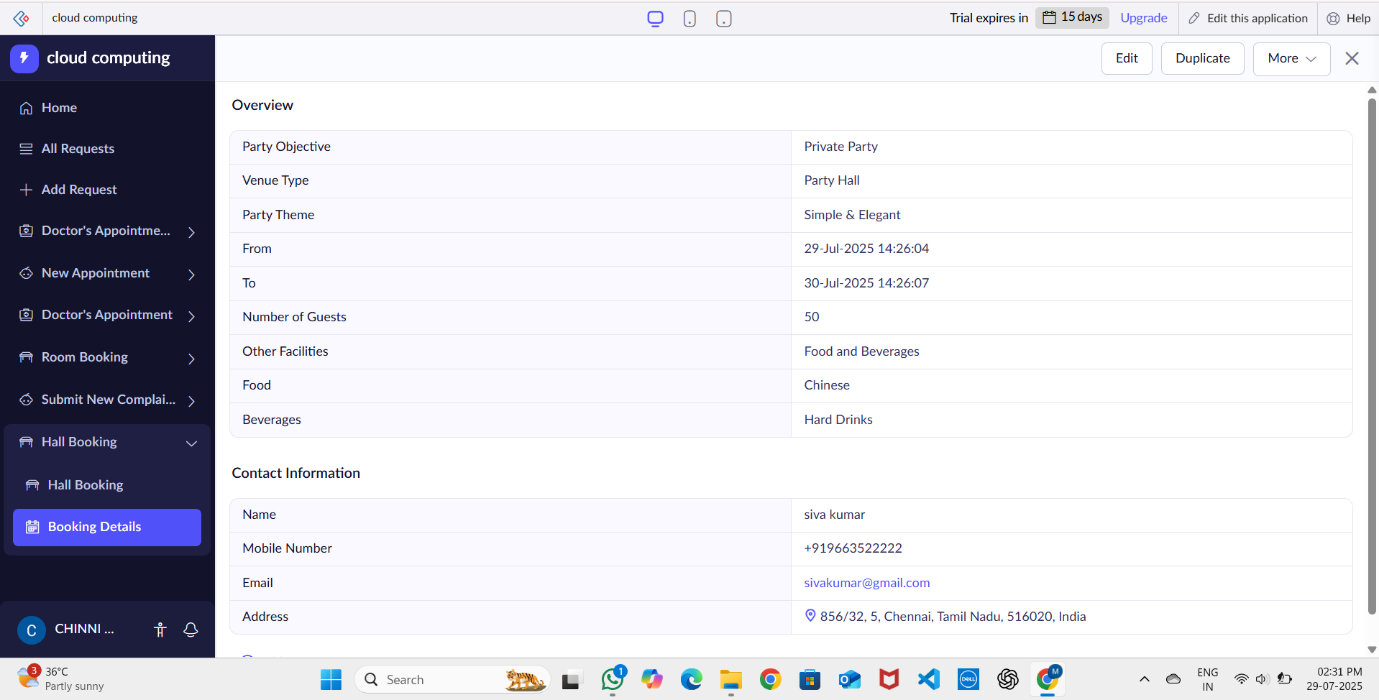 cloud computing
Trial expires in 15 days Upgrade Edit this application Help
cloud computing
Edit Duplicate More
Home
All Requests
Add Request
Doctor's Appointme...
New Appointment
Doctor's Appointment
Room Booking
Submit New Complai...
Hall Booking
Hall Booking
Booking Details
C CHINNI ...
Overview
Party Objective Private Party
Venue Type Party Hall
Party Theme Simple & Elegant
From 29-Jul-2025 14:26:04
To 30-Jul-2025 14:26:07
Number of Guests 50
Other Facilities Food and Beverages
Food Chinese
Beverages Hard Drinks
Contact Information
Name siva kumar
Mobile Number +919663522222
Email sivakumar@gmail.com
Address 856/32, 5, Chennai, Tamil Nadu, 516020, India
3 36°C
Partly sunny
Search
1
DELL
M
ENG
IN
02:31 PM
29-07-2025